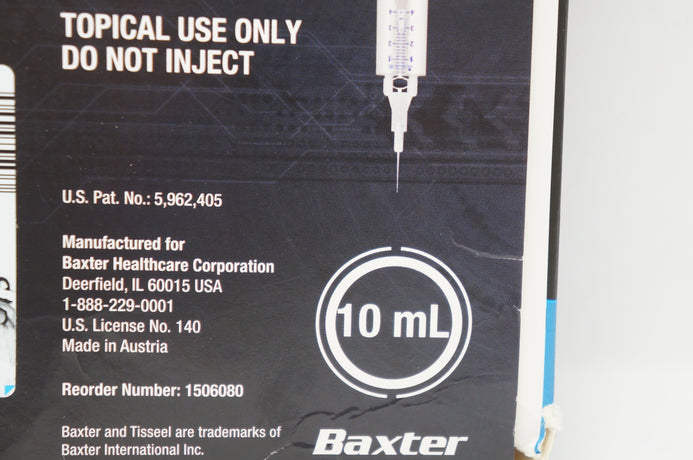 TOPICAL USE ONLY
DO NOT INJECT
U.S. Pat. No.: 5,962,405
Manufactured for
Baxter Healthcare Corporation
Deerfield, IL 60015 USA
1-888-229-0001
U.S. License No. 140
Made in Austria
10 mL
Reorder Number: 1506080
Baxter and Tisseel are trademarks of
Baxter International Inc.
Baxter